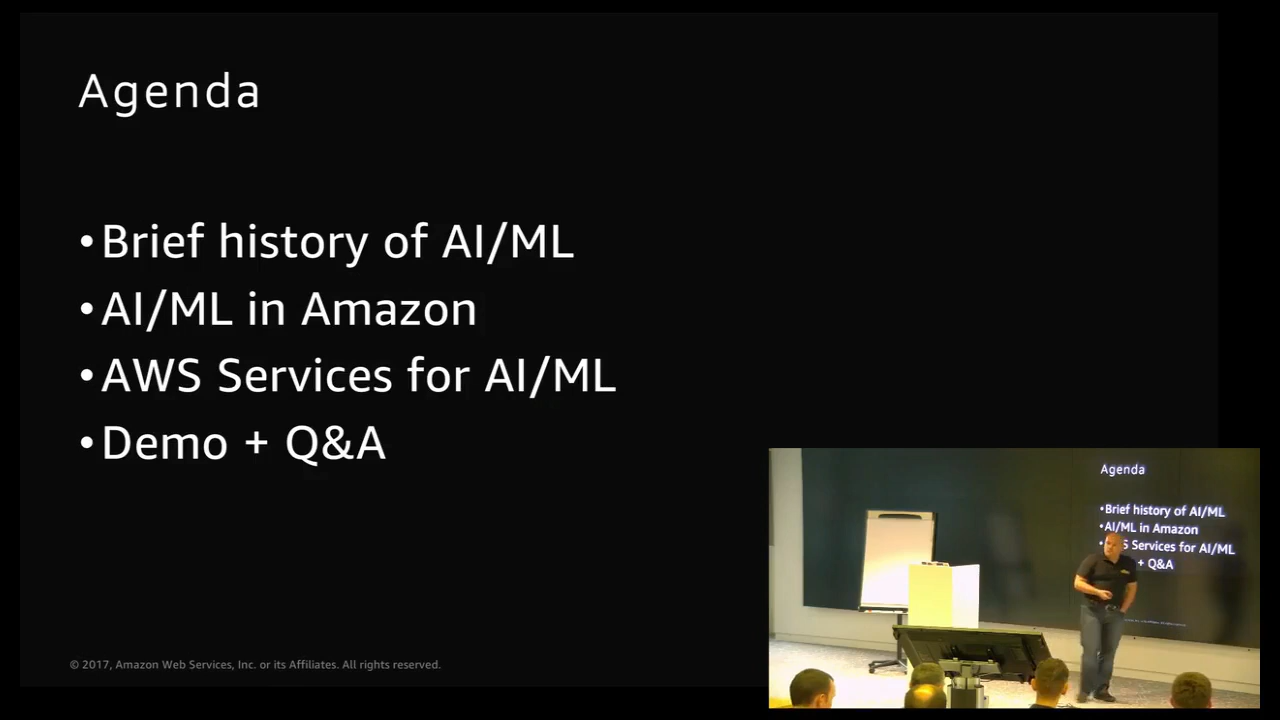 Agenda
•Brief history of AI/ML
•AI/ML in Amazon
•AWS Services for AI/ML
•Demo + Q&A
© 2017, Amazon Web Services, Inc. or its Affiliates. All rights reserved.
Agenda
•Brief history of AI/ML
•AI/ML in Amazon
Services for AI/ML
+ Q&A